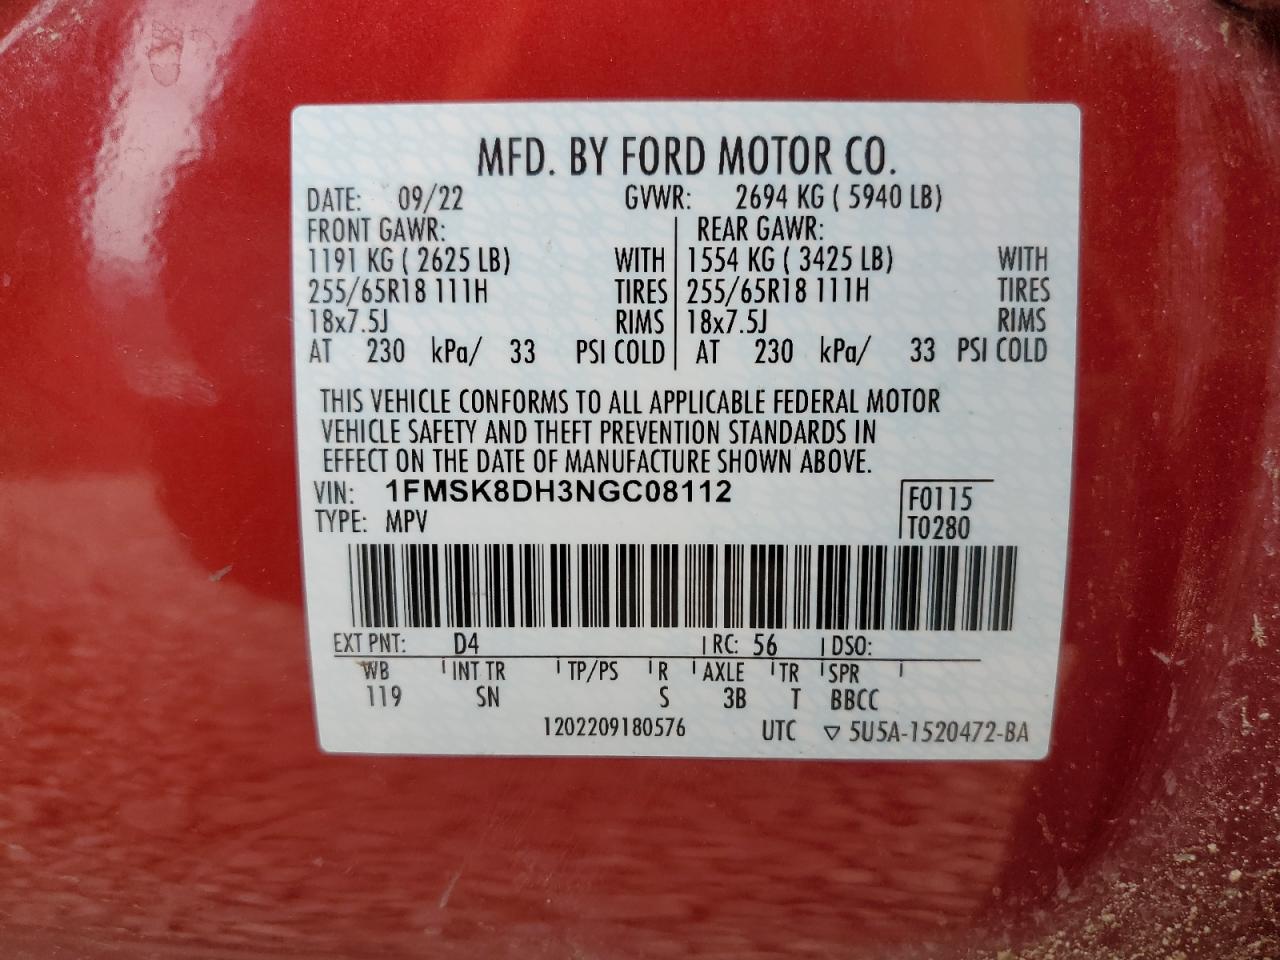 MFD. BY FORD MOTOR CO.
DATE: 09/22 GVWR: 2694 KG ( 5940 LB)
FRONT GAWR: REAR GAWR:
1191 KG ( 2625 LB) WITH 1554 KG ( 3425 LB) WITH
255/65R18 111H TIRES 255/65R18 111H TIRES
18x7.5J RIMS 18x7.5J RIMS
AT 230 kPa/ 33 PSI COLD AT 230 kPa/ 33 PSI COLD
THIS VEHICLE CONFORMS TO ALL APPLICABLE FEDERAL MOTOR
VEHICLE SAFETY AND THEFT PREVENTION STANDARDS IN
EFFECT ON THE DATE OF MANUFACTURE SHOWN ABOVE.
VIN: 1FMSK8DH3NGC08112 F0115
TYPE: MPV T0280
EXT PNT: D4 RC: 56 DSO:
WB INT TR TP/PS R AXLE TR SPR
119 SN S 3B T BBCC
1202209180576 UTC ▽ 5U5A-1520472-BA